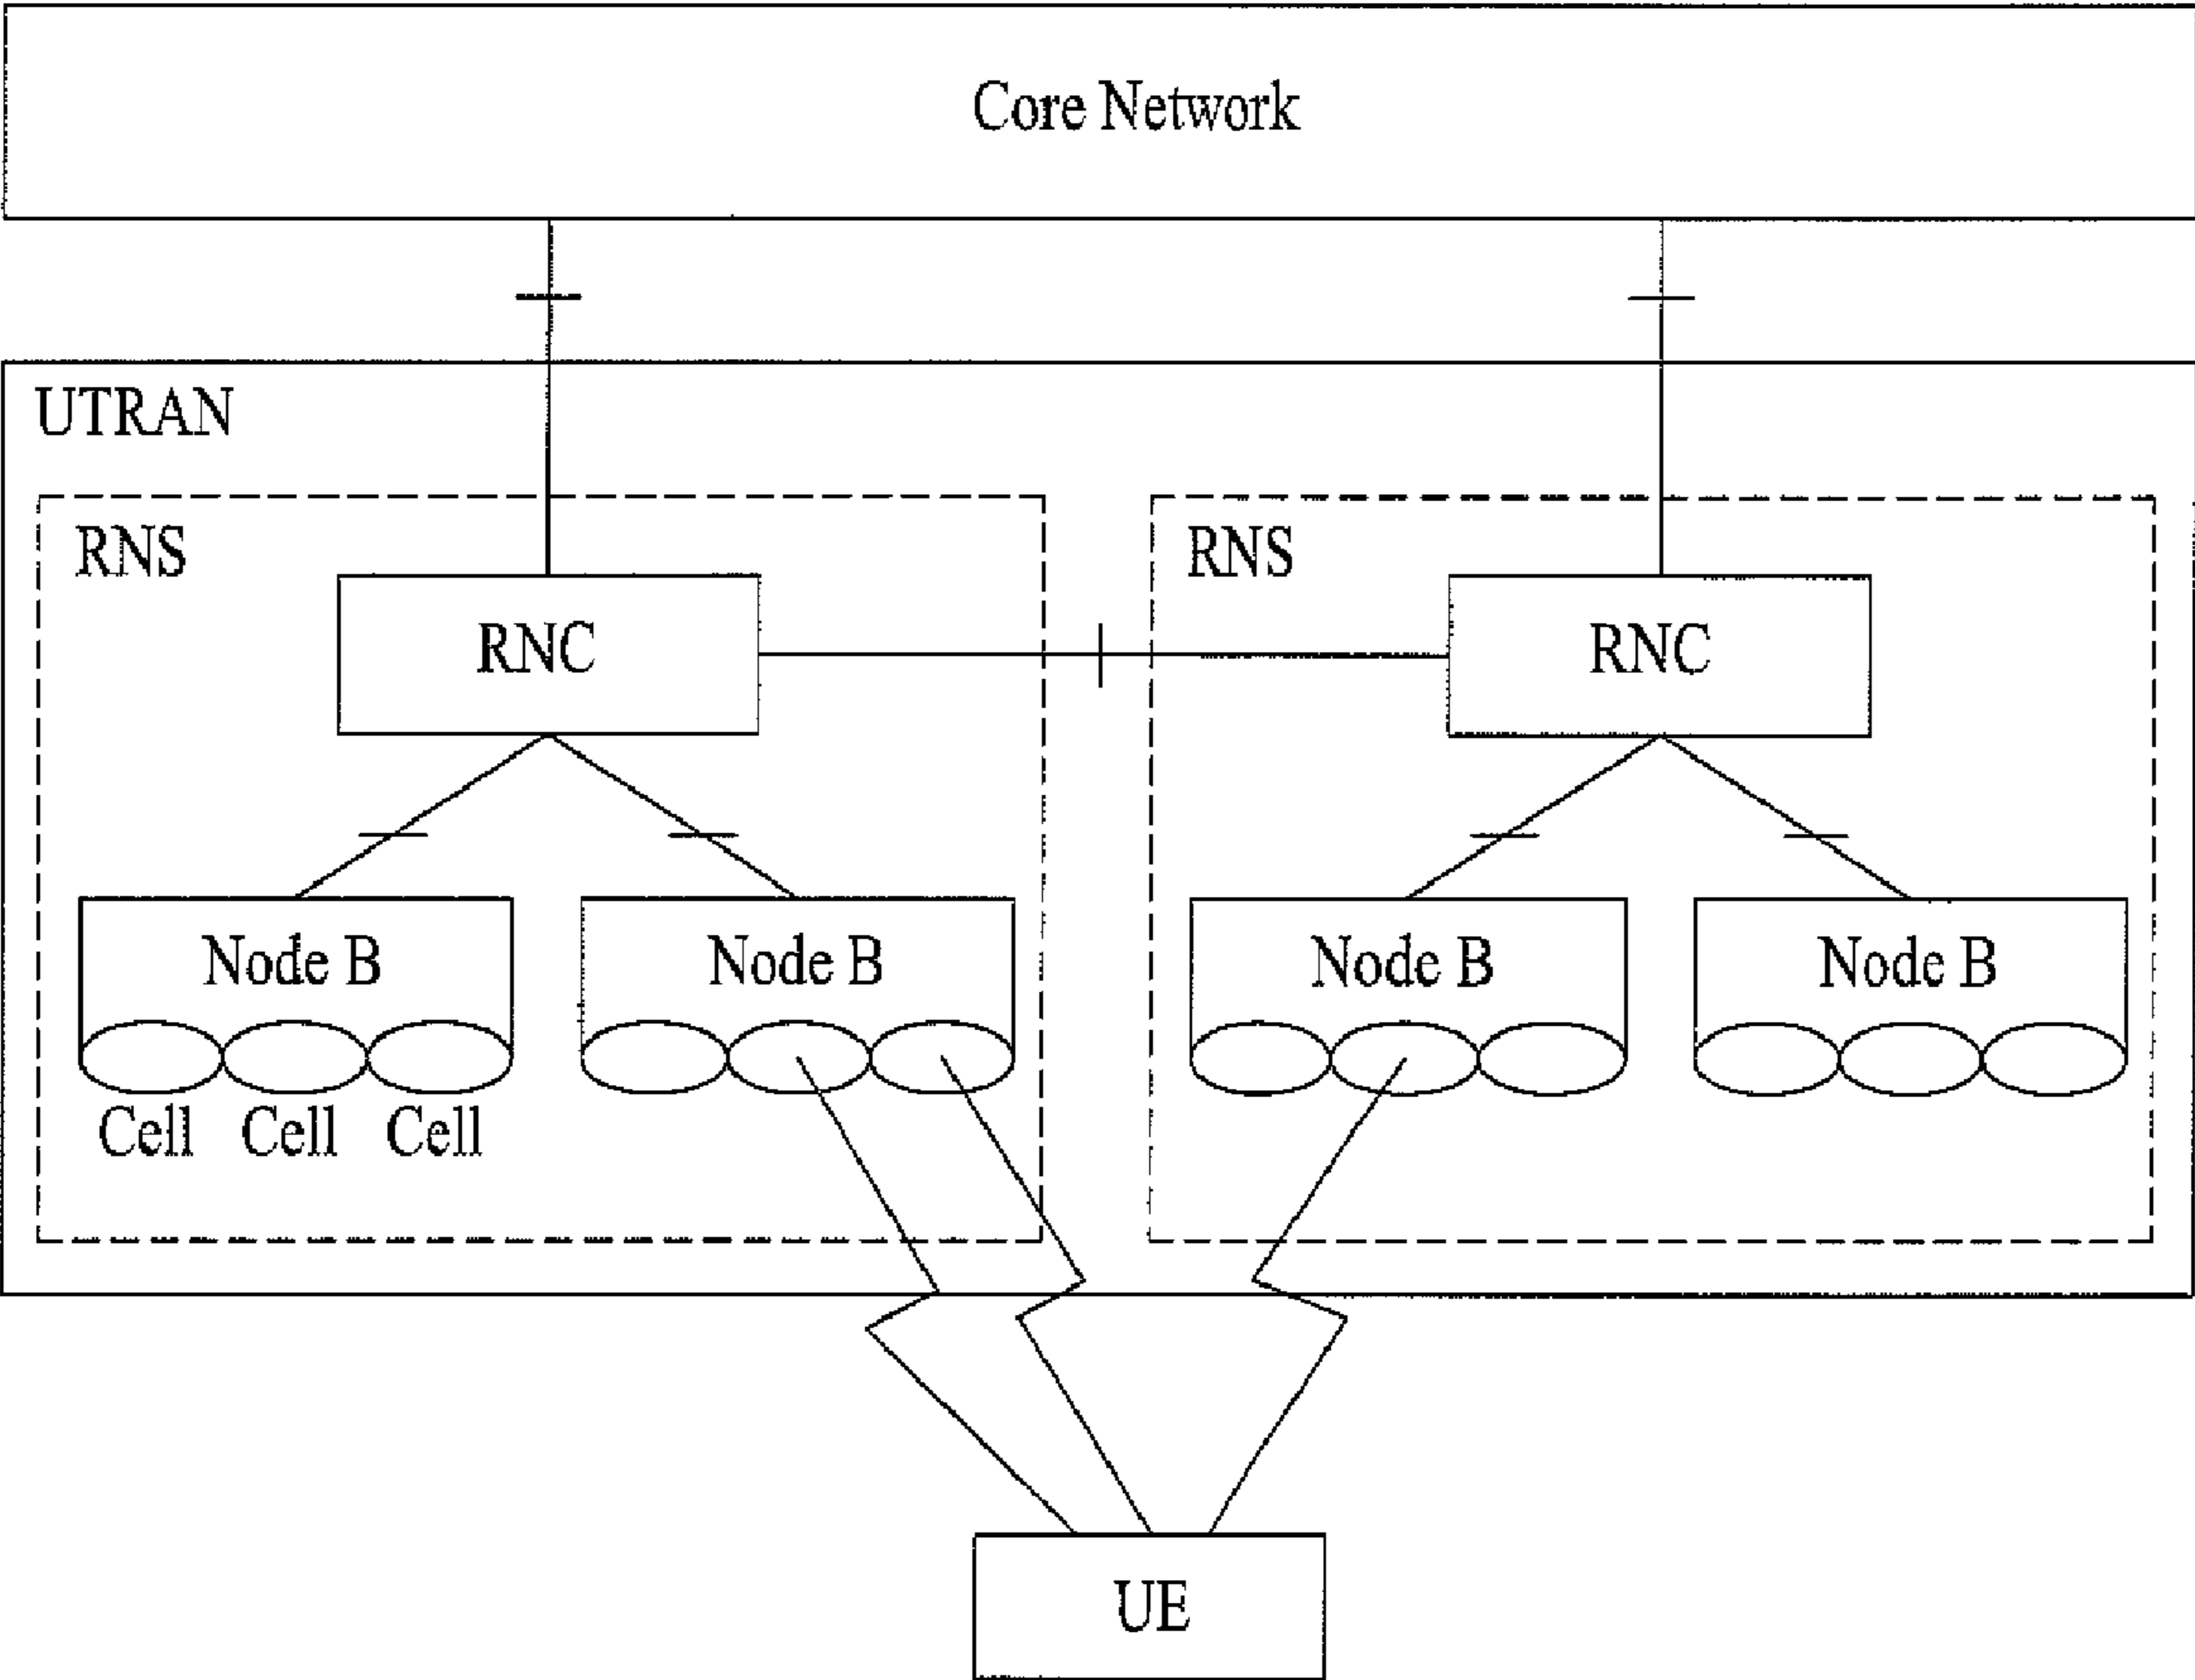 Core Network
UTRAN
RNS
RNS
RNC
RNC
Node B
Node B
Node B
Node B
Cell
Cell
Cell
UE